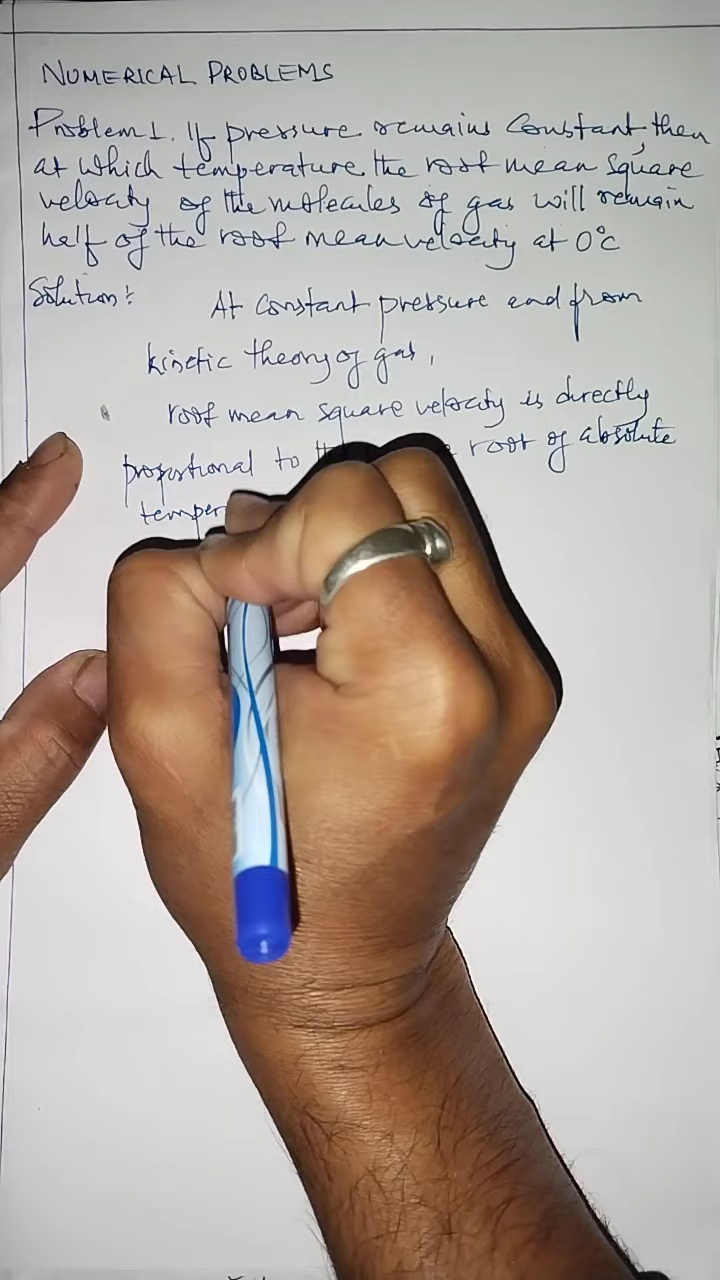 NUMERICAL PROBLEMS
Problem 1. If pressure remains Constant, then
at which temperature the root mean square
velocity of the molecules of gas will remain
half of the root mean velocity at 0°c
Solution: At Constant pressure and from
kinetic theory of gas,
root mean square velocity is directly
proportional to root of absolute
temper